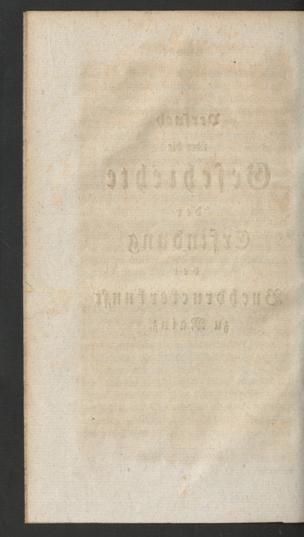 Versuch
über die
Geschichte
der
Erfindung
der
Buchdruckerkunst
zu Mainz.